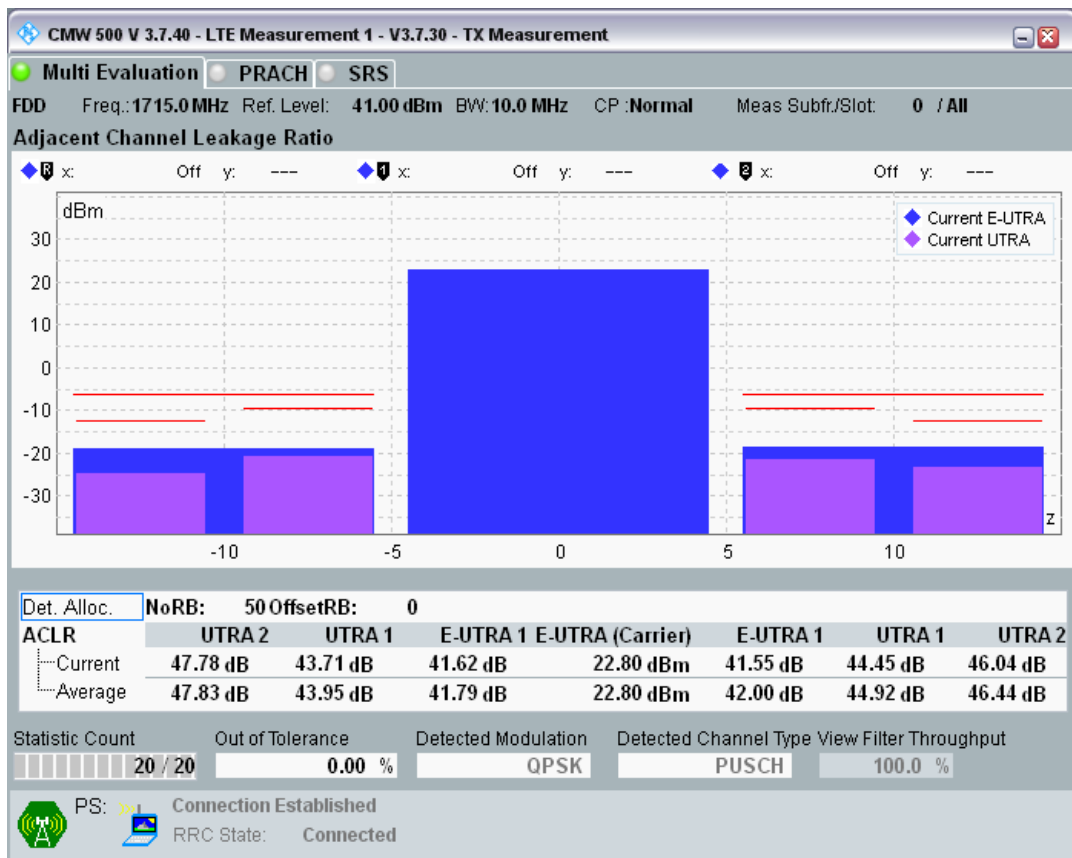 CMW 500 V 3.7.40 - LTE Measurement 1 - V3.7.30 - TX Measurement
Multi Evaluation PRACH SRS
FDD Freq.: 1715.0 MHz Ref. Level: 41.00 dBm BW: 10.0 MHz CP :Normal Meas Subfr./Slot: 0 / All
Adjacent Channel Leakage Ratio
R x: Off y: --- 1 x: Off y: --- 2 x: Off y: ---
dBm
Current E-UTRA
Current UTRA
30
20
10
0
-10
-20
-30
z
-10 -5 0 5 10
Det. Alloc. NoRB: 50 OffsetRB: 0
ACLR UTRA 2 UTRA 1 E-UTRA 1 E-UTRA (Carrier) E-UTRA 1 UTRA 1 UTRA 2
Current 47.78 dB 43.71 dB 41.62 dB 22.80 dBm 41.55 dB 44.45 dB 46.04 dB
Average 47.83 dB 43.95 dB 41.79 dB 22.80 dBm 42.00 dB 44.92 dB 46.44 dB
Statistic Count Out of Tolerance Detected Modulation Detected Channel Type View Filter Throughput
20 / 20 0.00 % QPSK PUSCH 100.0 %
PS: Connection Established
RRC State: Connected